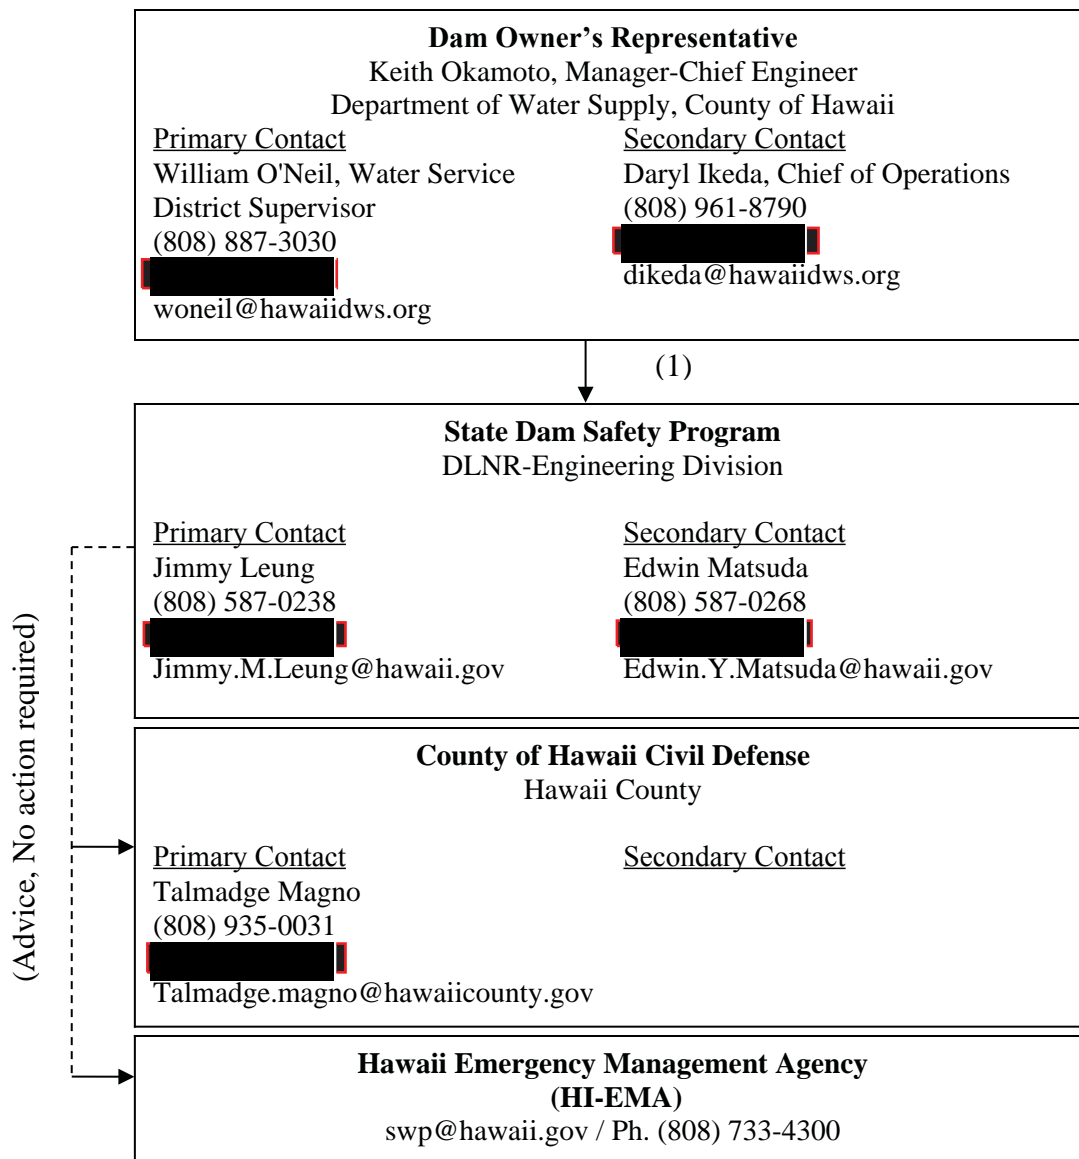 Dam Owner's Representative
Keith Okamoto, Manager-Chief Engineer
Department of Water Supply, County of Hawaii
Primary Contact
William O'Neil, Water Service
District Supervisor
(808) 887-3030
woneil@hawaiidws.org
Secondary Contact
Daryl Ikeda, Chief of Operations
(808) 961-8790
dikeda@hawaiidws.org
(1)
State Dam Safety Program
DLNR-Engineering Division
Primary Contact
Jimmy Leung
(808) 587-0238
Jimmy.M.Leung@hawaii.gov
Secondary Contact
Edwin Matsuda
(808) 587-0268
Edwin.Y.Matsuda@hawaii.gov
(Advice, No action required)
County of Hawaii Civil Defense
Hawaii County
Primary Contact
Talmadge Magno
(808) 935-0031
Talmadge.magno@hawaiicounty.gov
Secondary Contact
Hawaii Emergency Management Agency
(HI-EMA)
swp@hawaii.gov / Ph. (808) 733-4300